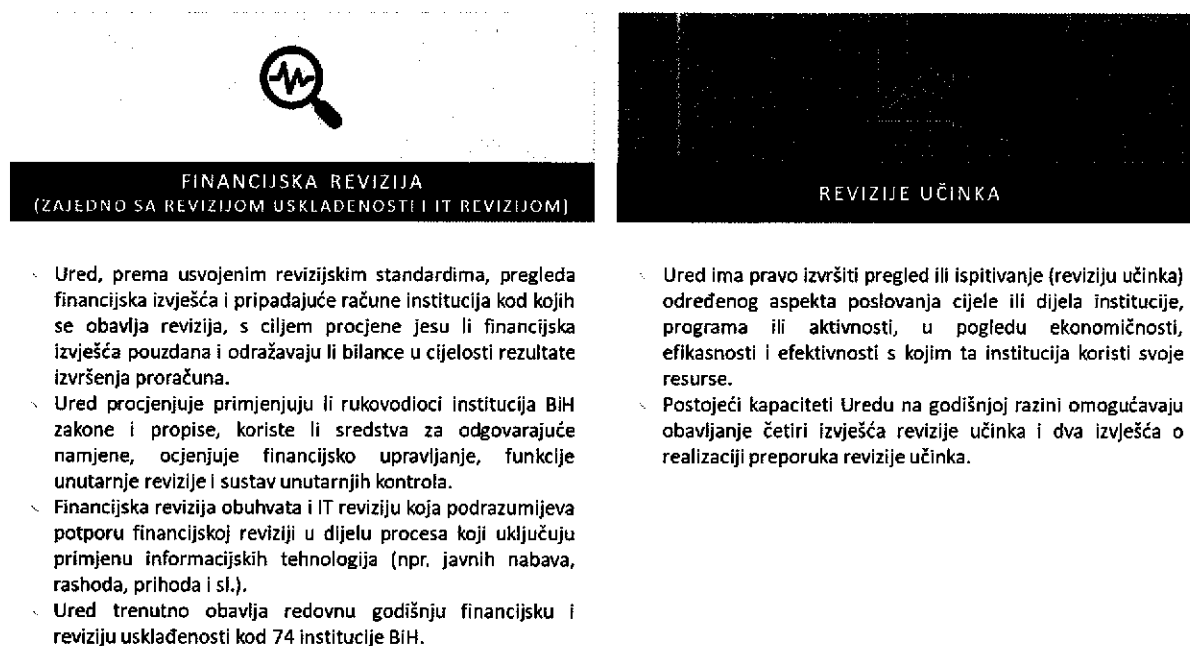 FINANCIJSKA REVIZIJA
(ZAJEDNO SA REVIZIJOM USKLAĐENOSTI I IT REVIZIJOM)
Ured, prema usvojenim revizijskim standardima, pregleda
financijska izvješća i pripadajuće račune institucija kod kojih
se obavlja revizija, s ciljem procjene jesu li financijska
izvješća pouzdana i odražavaju li bilance u cijelosti rezultate
izvršenja proračuna.
Ured procjenjuje primjenjuju li rukovodioci institucija BiH
zakone i propise, koriste li sredstva za odgovarajuće
namjene, ocjenjuje financijsko upravljanje, funkcije
unutarnje revizije i sustav unutarnjih kontrola.
Financijska revizija obuhvata i IT reviziju koja podrazumijeva
potporu financijskoj reviziji u dijelu procesa koji uključuju
primjenu informacijskih tehnologija (npr. javnih nabava,
rashoda, prihoda i sl.).
Ured trenutno obavlja redovnu godišnju financijsku i
reviziju usklađenosti kod 74 institucije BiH.
REVIZIJE UČINKA
Ured ima pravo izvršiti pregled ili ispitivanje (reviziju učinka)
određenog aspekta poslovanja cijele ili dijela institucije,
programa ili aktivnosti, u pogledu ekonomičnosti,
efikasnosti i efektivnosti s kojim ta institucija koristi svoje
resurse.
Postojeći kapaciteti Uredu na godišnjoj razini omogućavaju
obavljanje četiri izvješća revizije učinka i dva izvješća o
realizaciji preporuka revizije učinka.